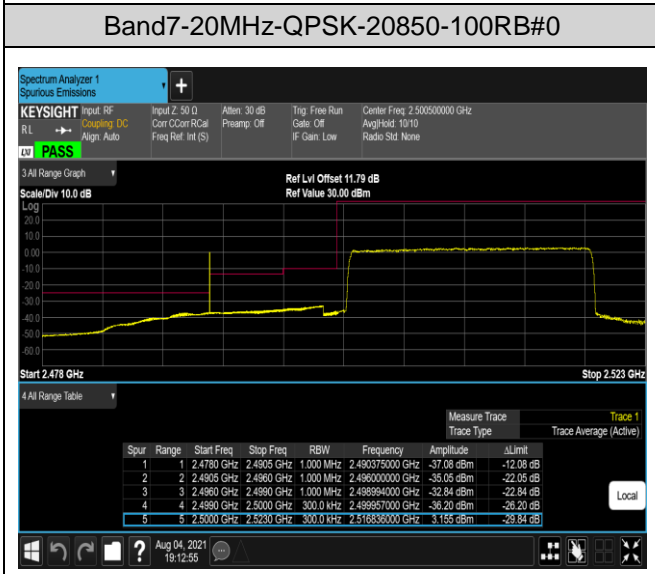 Band7-20MHz-QPSK-20850-100RB#0
Spectrum Analyzer 1
Spurious Emissions
+
KEYSIGHT Input: RF Input Z: 50 Ω Atten: 30 dB Trig: Free Run Center Freq: 2.500500000 GHz
RL Coupling: DC Corr CCorr RCal Preamp: Off Gate: Off Avg|Hold: 10/10
Align: Auto Freq Ref: Int (S) IF Gain: Low Radio Std: None
LXI PASS
3 All Range Graph
Ref Lvl Offset 11.79 dB
Scale/Div 10.0 dB Ref Value 30.00 dBm
Log
20.0
10.0
0.00
-10.0
-20.0
-30.0
-40.0
-50.0
-60.0
Start 2.478 GHz Stop 2.523 GHz
4 All Range Table
Measure Trace Trace 1
Trace Type Trace Average (Active)
Spur Range Start Freq Stop Freq RBW Frequency Amplitude ΔLimit
1 1 2.4780 GHz 2.4905 GHz 1.000 MHz 2.490375000 GHz -37.08 dBm -12.08 dB
2 2 2.4905 GHz 2.4960 GHz 1.000 MHz 2.496000000 GHz -35.05 dBm -22.05 dB
3 3 2.4960 GHz 2.4990 GHz 1.000 MHz 2.498994000 GHz -32.84 dBm -22.84 dB
4 4 2.4990 GHz 2.5000 GHz 300.0 kHz 2.499957000 GHz -36.20 dBm -26.20 dB
5 5 2.5000 GHz 2.5230 GHz 300.0 kHz 2.516836000 GHz 3.155 dBm -29.84 dB
Local
? Aug 04, 2021
19:12:55